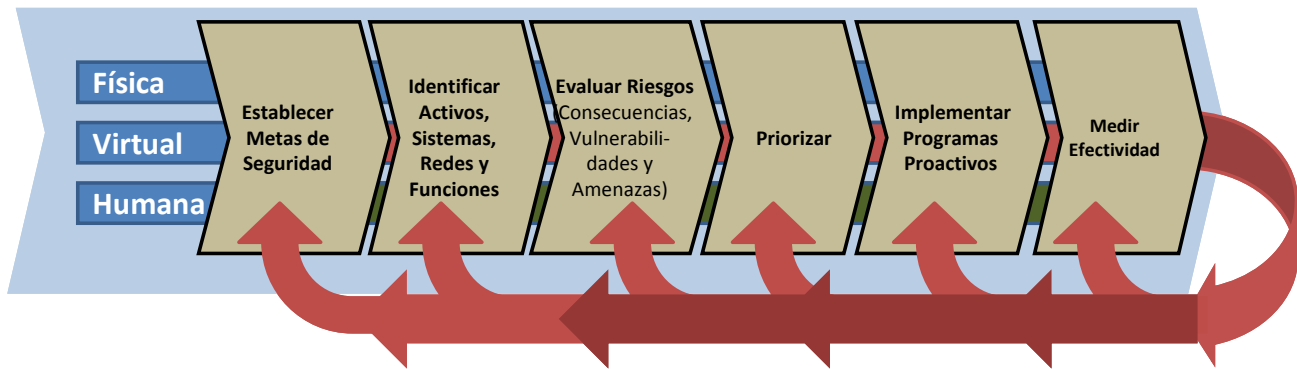 Física
Virtual
Humana
Establecer
Metas de
Seguridad
Identificar
Activos,
Sistemas,
Redes y
Funciones
Evaluar Riesgos
(Consecuencias,
Vulnerabili-
dades y
Amenazas)
Priorizar
Implementar
Programas
Proactivos
Medir
Efectividad